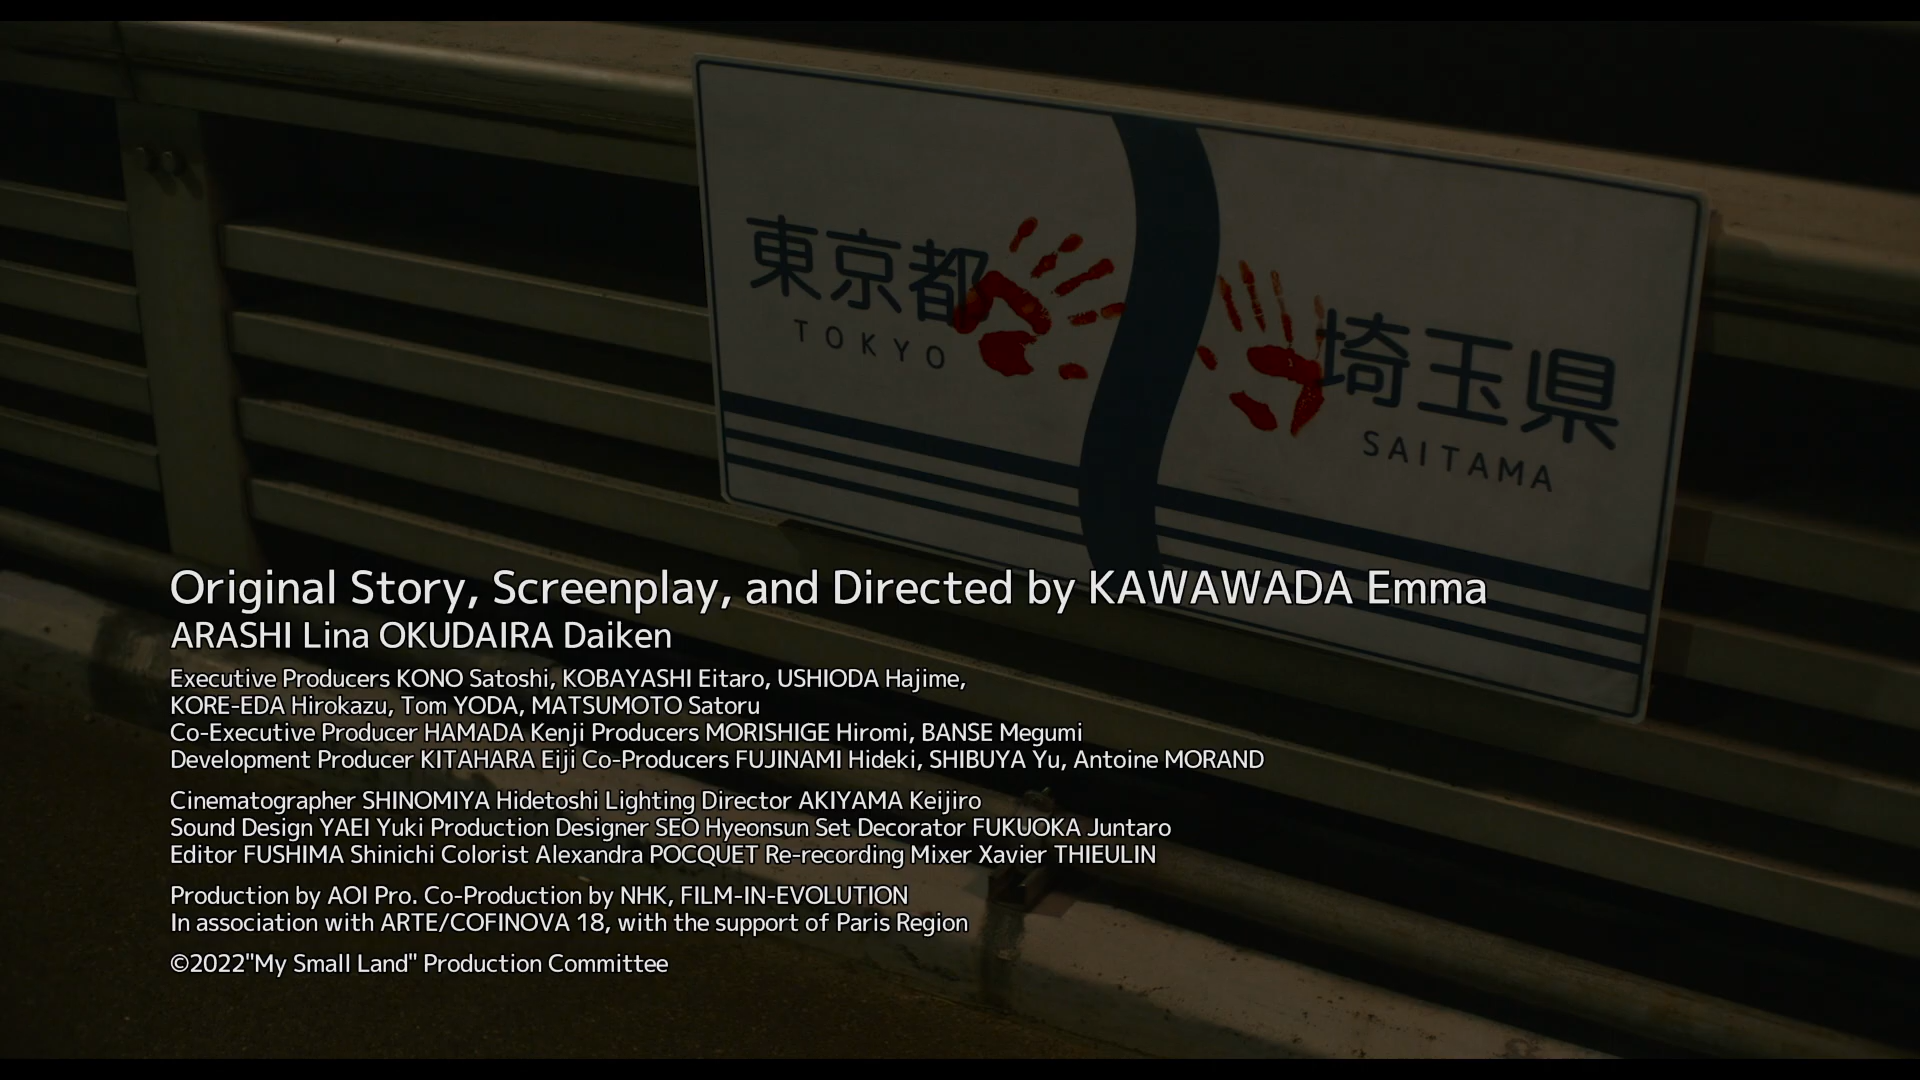 東京都
TOKYO
埼玉県
SAITAMA
Original Story, Screenplay, and Directed by KAWAWADA Emma
ARASHI Lina OKUDAIRA Daiken
Executive Producers KONO Satoshi, KOBAYASHI Eitaro, USHIODA Hajime,
KORE-EDA Hirokazu, Tom YODA, MATSUMOTO Satoru
Co-Executive Producer HAMADA Kenji Producers MORISHIGE Hiromi, BANSE Megumi
Development Producer KITAHARA Eiji Co-Producers FUJINAMI Hideki, SHIBUYA Yu, Antoine MORAND
Cinematographer SHINOMIYA Hidetoshi Lighting Director AKIYAMA Keijiro
Sound Design YAEI Yuki Production Designer SEO Hyeonsun Set Decorator FUKUOKA Juntaro
Editor FUSHIMA Shinichi Colorist Alexandra POCQUET Re-recording Mixer Xavier THIEULIN
Production by AOI Pro. Co-Production by NHK, FILM-IN-EVOLUTION
In association with ARTE/COFINOVA 18, with the support of Paris Region
©2022"My Small Land" Production Committee